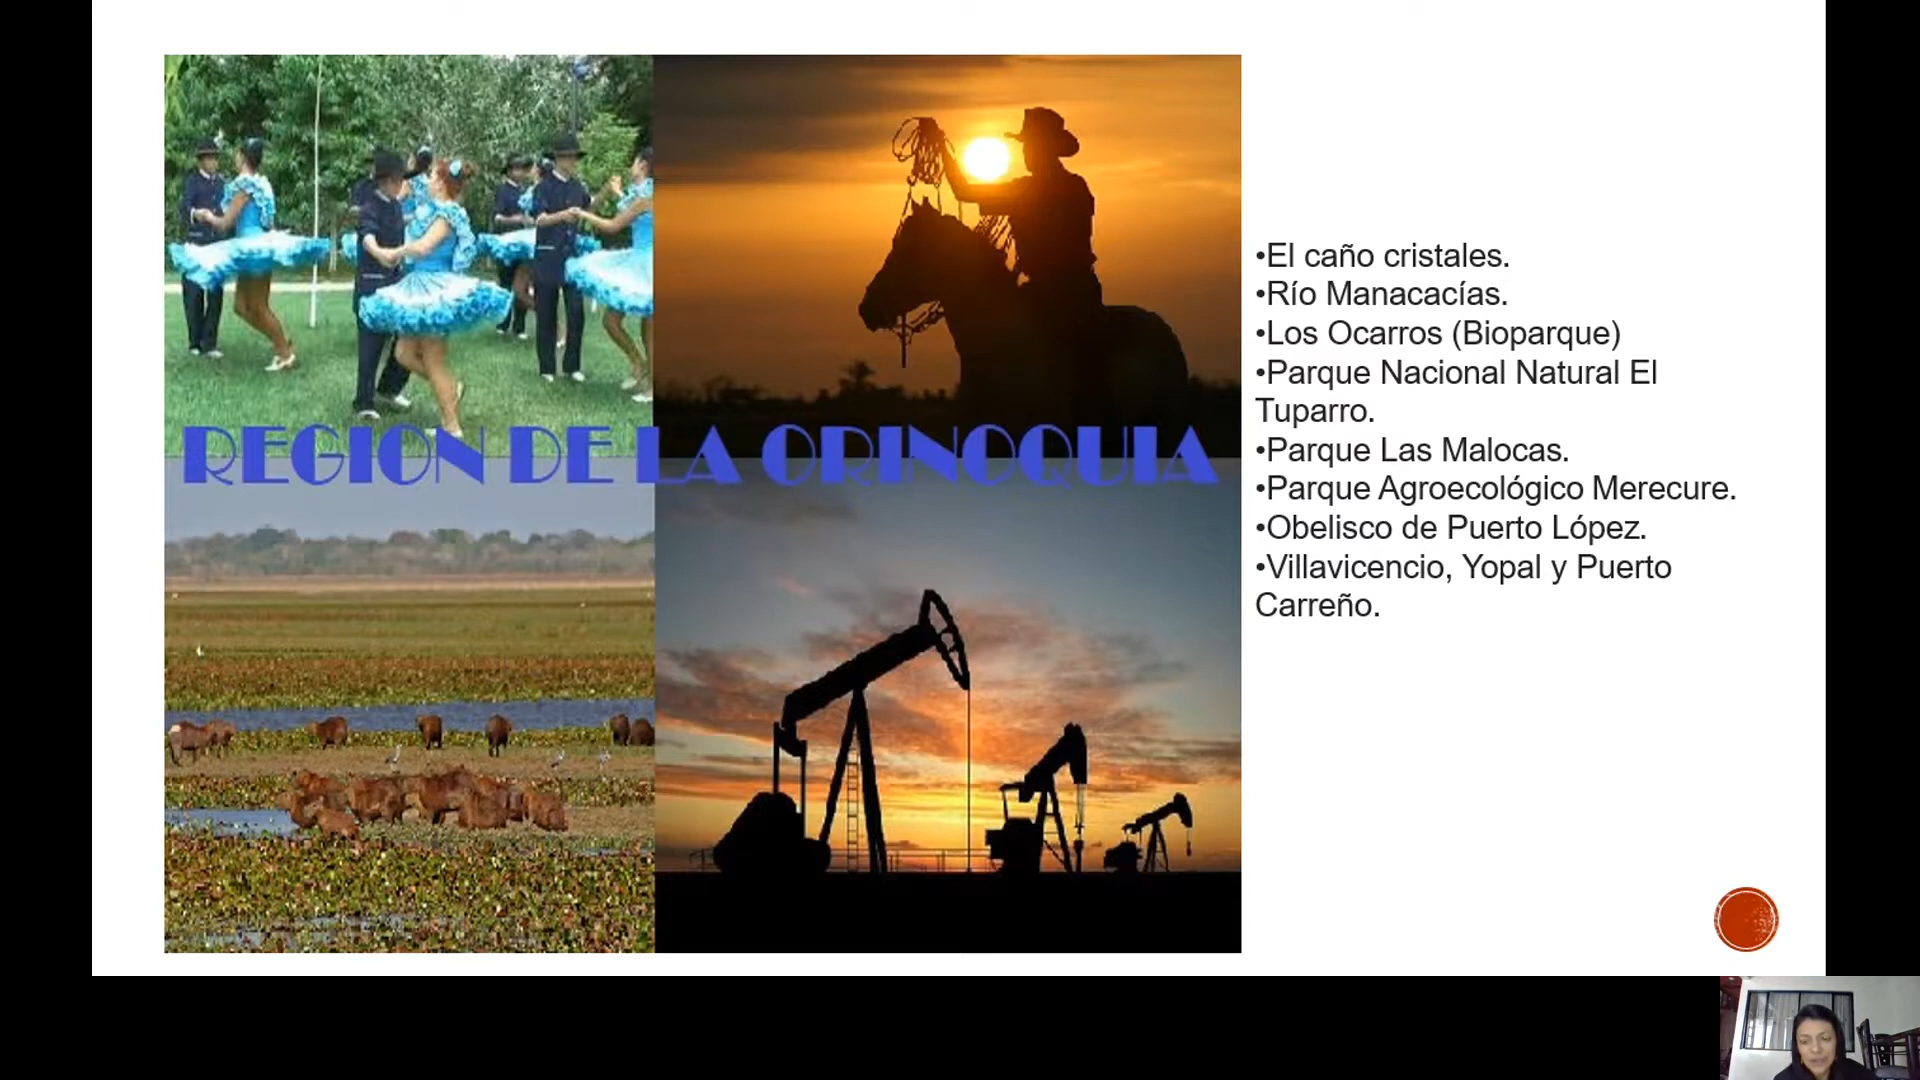 REGION DE LA ORINOQUIA
•El caño cristales.
•Río Manacacías.
•Los Ocarros (Bioparque)
•Parque Nacional Natural El
Tuparro.
•Parque Las Malocas.
•Parque Agroecológico Merecure.
•Obelisco de Puerto López.
•Villavicencio, Yopal y Puerto
Carreño.